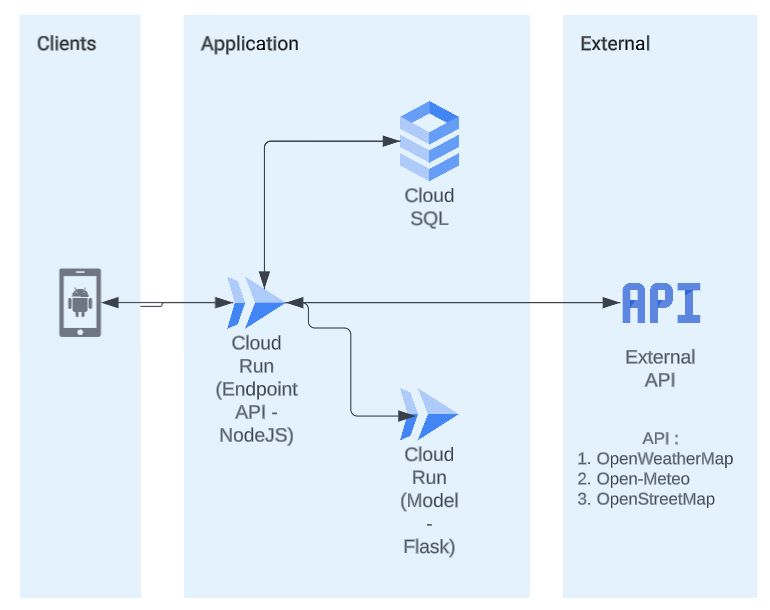 Clients
Application
External
Cloud
SQL
Cloud
Run
(Endpoint
API -
NodeJS)
Cloud
Run
(Model
-
Flask)
API
External
API
API :
1. OpenWeatherMap
2. Open-Meteo
3. OpenStreetMap